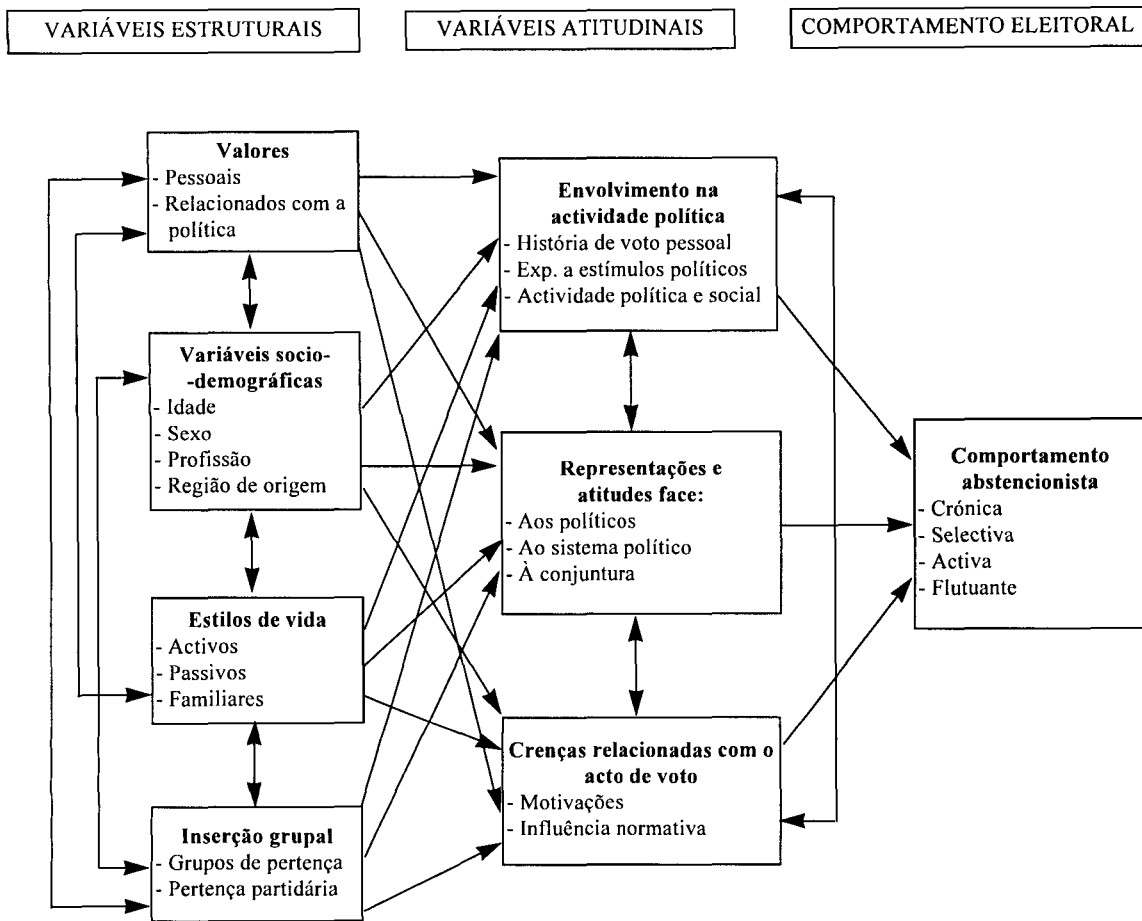 VARIÁVEIS ESTRUTURAIS
VARIÁVEIS ATITUDINAIS
COMPORTAMENTO ELEITORAL
Valores
- Pessoais
- Relacionados com a
política
Variáveis socio-
-demográficas
- Idade
- Sexo
- Profissão
- Região de origem
Estilos de vida
- Activos
- Passivos
- Familiares
Inserção grupal
- Grupos de pertença
- Pertença partidária
Envolvimento na
actividade política
- História de voto pessoal
- Exp. a estímulos políticos
- Actividade política e social
Representações e
atitudes face:
- Aos políticos
- Ao sistema político
- À conjuntura
Crenças relacionadas com o
acto de voto
- Motivações
- Influência normativa
Comportamento
abstencionista
- Crónica
- Selectiva
- Activa
- Flutuante